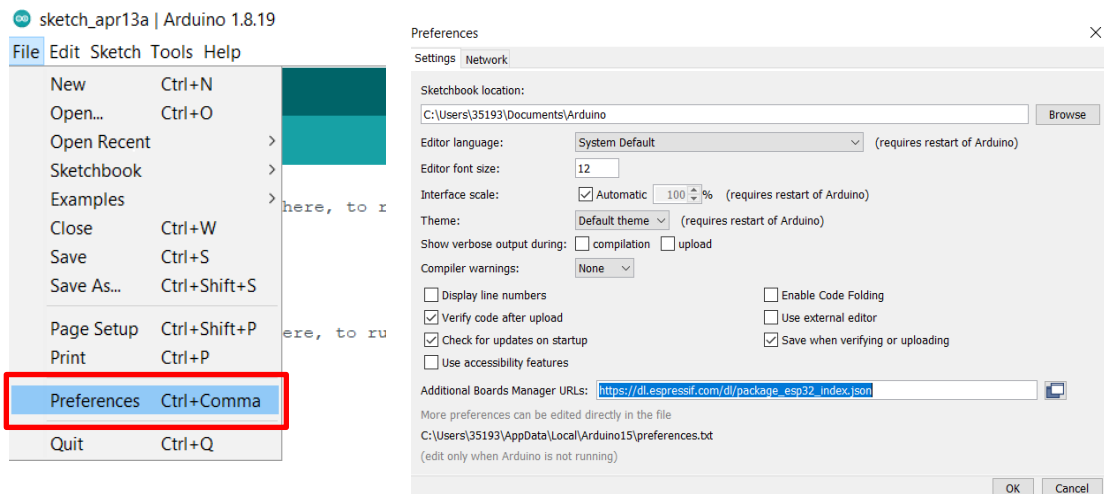 sketch_apr13a | Arduino 1.8.19
File Edit Sketch Tools Help
New Ctrl+N
Open... Ctrl+O
Open Recent
Sketchbook
Examples
Close Ctrl+W
Save Ctrl+S
Save As... Ctrl+Shift+S
Page Setup Ctrl+Shift+P
Print Ctrl+P
Preferences Ctrl+Comma
Quit Ctrl+Q
here, to r
ere, to ru
Preferences
Settings Network
Sketchbook location:
C:\Users\35193\Documents\Arduino Browse
Editor language: System Default (requires restart of Arduino)
Editor font size: 12
Interface scale: Automatic 100 % (requires restart of Arduino)
Theme: Default theme (requires restart of Arduino)
Show verbose output during: compilation upload
Compiler warnings: None
Display line numbers Enable Code Folding
Verify code after upload Use external editor
Check for updates on startup Save when verifying or uploading
Use accessibility features
Additional Boards Manager URLs: https://dl.espressif.com/dl/package_esp32_index.json
More preferences can be edited directly in the file
C:\Users\35193\AppData\Local\Arduino15\preferences.txt
(edit only when Arduino is not running)
OK Cancel